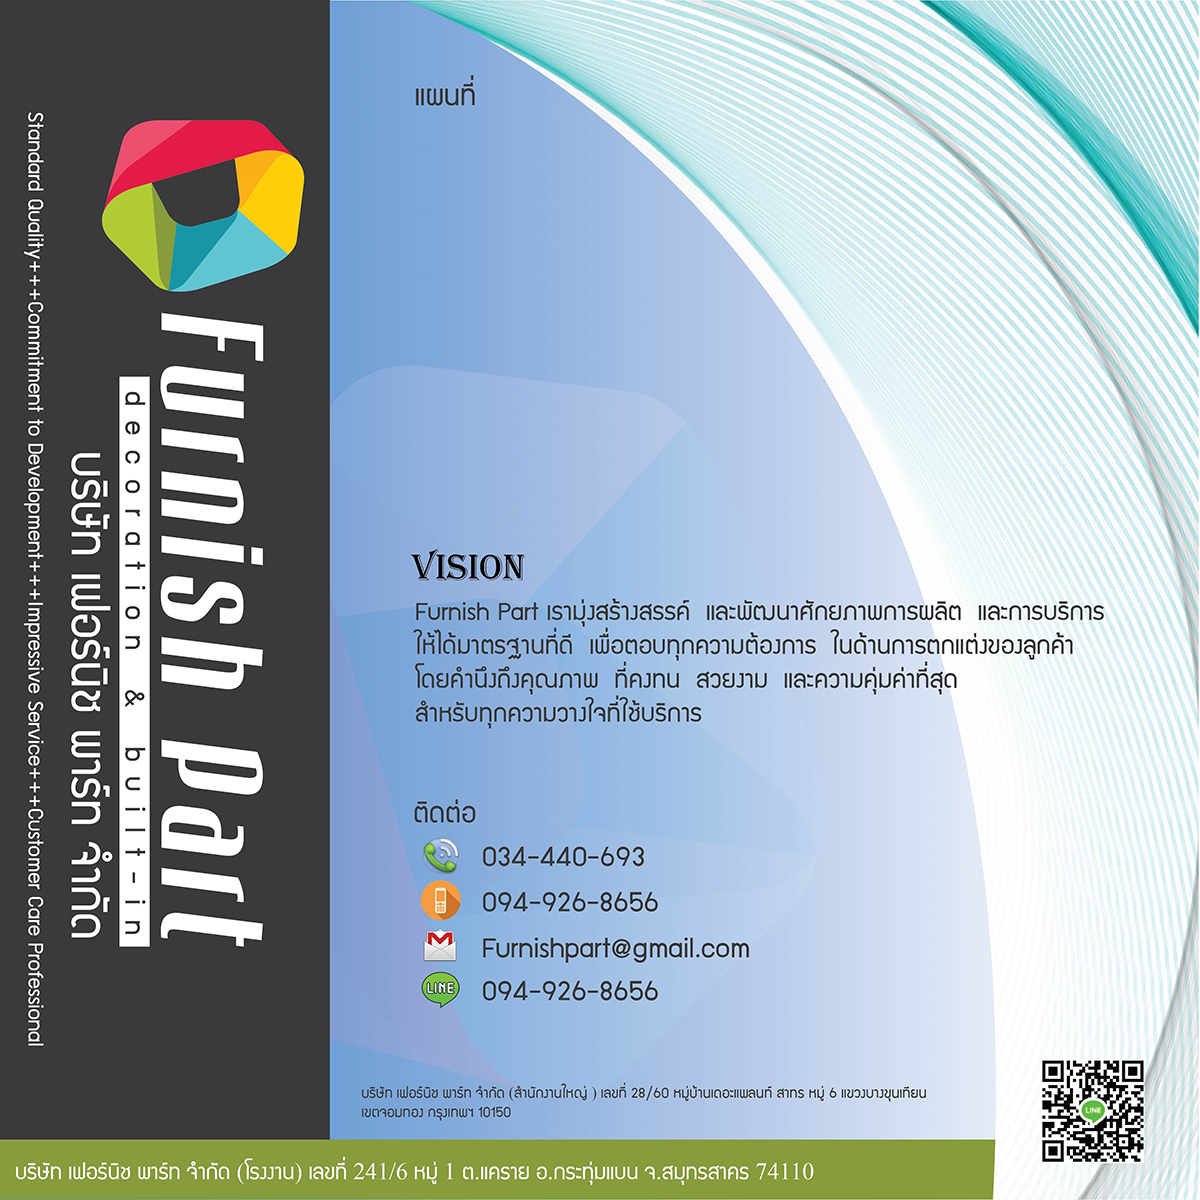 Furnish Part
decoration & built-in
บริษัท เฟอร์นิช พาร์ท จำกัด
Standard Quality+++Commitment to Development+++Impressive Service+++Customer Care Professional
แผนที่
VISION
Furnish Part เรามุ่งสร้างสรรค์ และพัฒนาศักยภาพการผลิต และการบริการ
ให้ได้มาตรฐานที่ดี เพื่อตอบทุกความต้องการ ในด้านการตกแต่งของลูกค้า
โดยคำนึงถึงคุณภาพ ที่คงทน สวยงาม และความคุ่มค่าที่สุด
สำหรับทุกความวางใจที่ใช้บริการ
ติดต่อ
034-440-693
094-926-8656
Furnishpart@gmail.com
LINE 094-926-8656
บริษัท เฟอร์นิช พาร์ท จำกัด (สำนักงานใหญ่ ) เลขที่ 28/60 หมู่บ้านเดอะแพลนท์ สาทร หมู่ 6 แขวงบางขุนเทียน
เขตจอมทอง กรุงเทพฯ 10150
LINE
บริษัท เฟอร์นิช พาร์ท จำกัด (โรงงาน) เลขที่ 241/6 หมู่ 1 ต.แคราย อ.กระทุ่มแบน จ.สมุทรสาคร 74110